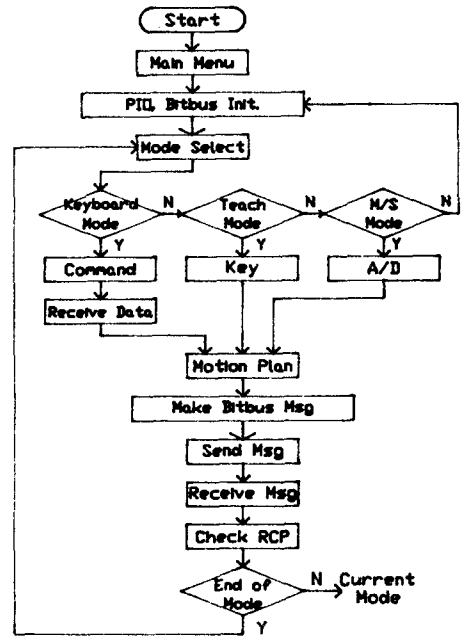 Start
Main Menu
PIO, Bitbus Init.
Mode Select
Keyboard
Mode
N
Teach
Mode
N
M/S
Mode
N
Y
Y
Y
Command
Key
A/D
Receive Data
Motion Plan
Make Bitbus Msg
Send Msg
Receive Msg
Check RCP
End of
Mode
N
Current
Mode
Y